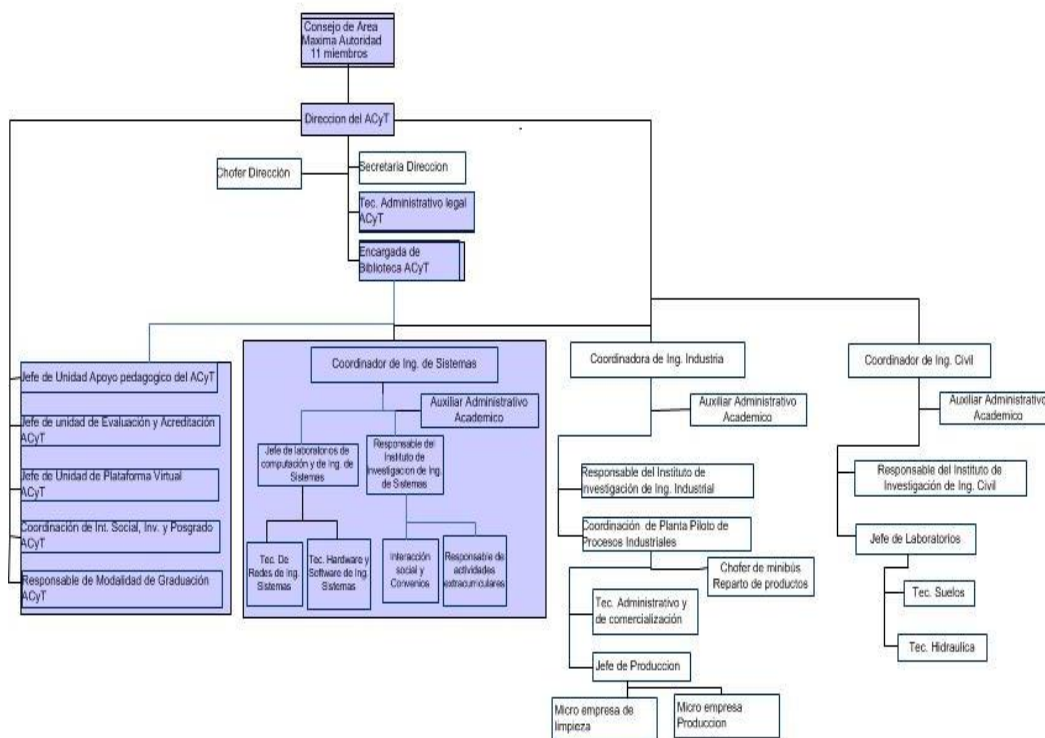 Consejo de Area
Maxima Autoridad
11 miembros
Direccion del ACyT
Chofer Dirección
Secretaria Direccion
Tec. Administrativo legal
ACyT
Encargada de
Biblioteca ACyT
Jefe de Unidad Apoyo pedagogico del ACyT
Jefe de unidad de Evaluación y Acreditación
ACyT
Jefe de Unidad de Plataforma Virtual
ACyT
Coordinación de Int. Social, Inv. y Posgrado
ACyT
Responsable de Modalidad de Graduación
ACyT
Coordinador de Ing. de Sistemas
Auxiliar Administrativo
Academico
Jefe de laboratorios de
computación y de Ing. de
Sistemas
Responsable del
Instituto de
Investigacion de Ing.
de Sistemas
Tec. De
Redes de Ing.
Sistemas
Tec. Hardware y
Software de Ing.
Sistemas
Interacción
social y
Convenios
Responsable de
actividades
extracurriculares
Coordinadora de Ing. Industria
Auxiliar Administrativo
Academico
Responsable del Instituto de
Investigación de Ing. Industrial
Coordinación de Planta Piloto de
Procesos Industriales
Chofer de minibús
Reparto de productos
Tec. Administrativo y
de comercialización
Jefe de Produccion
Micro empresa de
limpieza
Micro empresa
Produccion
Coordinador de Ing. Civil
Auxiliar Administrativo
Academico
Responsable del Instituto de
Investigación de Ing. Civil
Jefe de Laboratorios
Tec. Suelos
Tec. Hidraulica